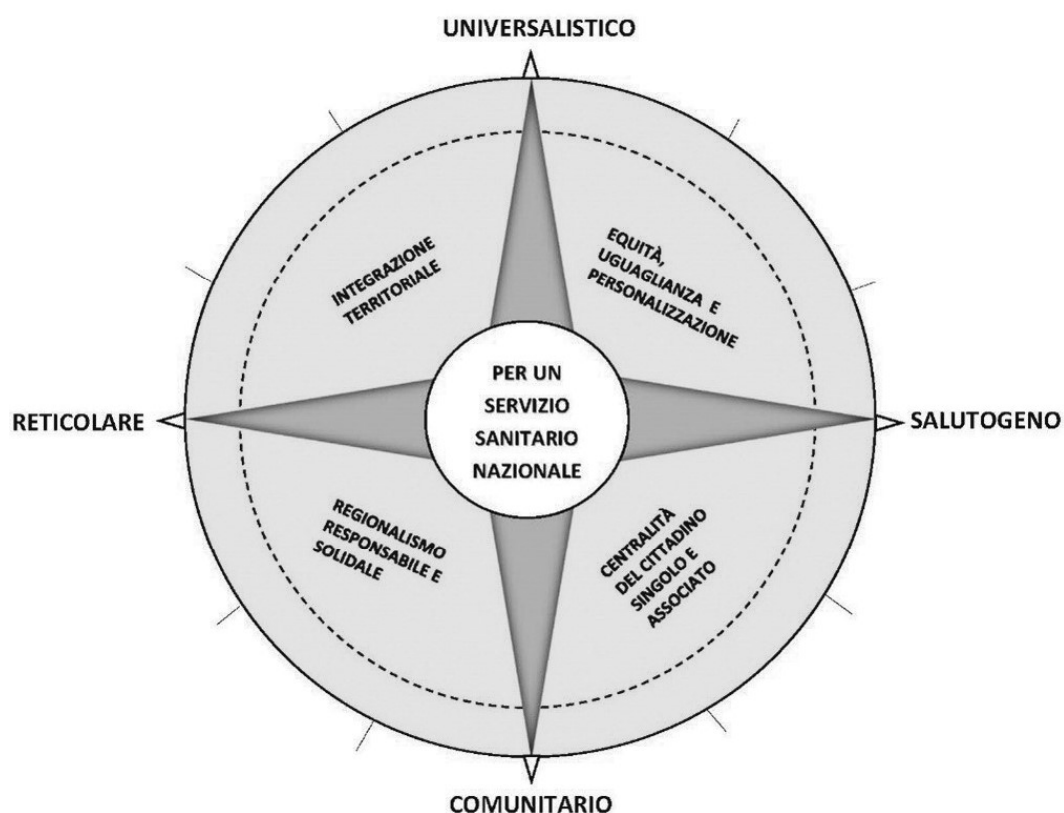 UNIVERSALISTICO
INTEGRAZIONE
TERRITORIALE
EQUITÀ,
UGUAGLIANZA E
PERSONALIZZAZIONE
RETICOLARE
PER UN
SERVIZIO
SANITARIO
NAZIONALE
SALUTOGENO
REGIONALISMO
RESPONSABILE E
SOLIDALE
CENTRALITÀ
DEL CITTADINO
SINGOLO E
ASSOCIATO
COMUNITARIO